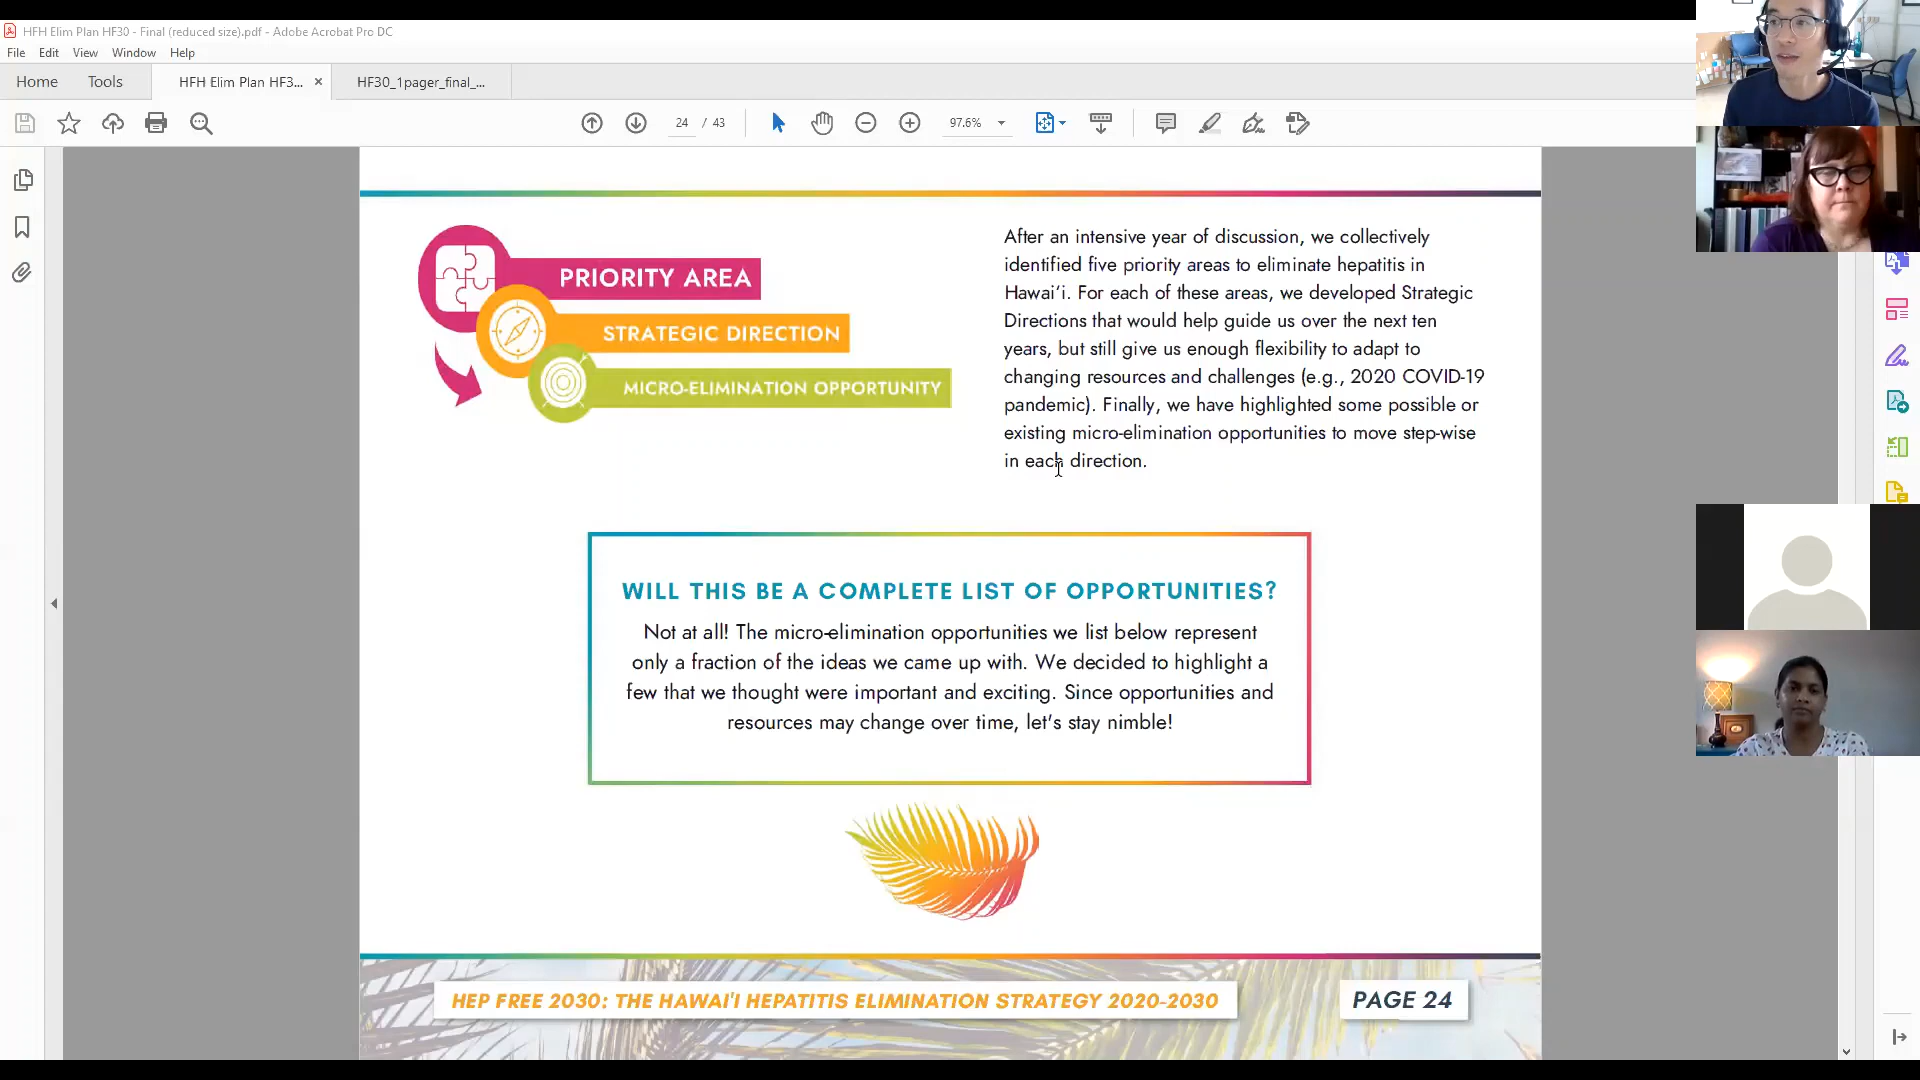 HFH Elim Plan HF30 - Final (reduced size).pdf - Adobe Acrobat Pro DC
File Edit View Window Help
Home Tools HFH Elim Plan HF3... × HF30_1pager_final_...
24 / 43 97.6%
PRIORITY AREA
STRATEGIC DIRECTION
MICRO-ELIMINATION OPPORTUNITY
After an intensive year of discussion, we collectively
identified five priority areas to eliminate hepatitis in
Hawaiʻi. For each of these areas, we developed Strategic
Directions that would help guide us over the next ten
years, but still give us enough flexibility to adapt to
changing resources and challenges (e.g., 2020 COVID-19
pandemic). Finally, we have highlighted some possible or
existing micro-elimination opportunities to move step-wise
in each direction.
WILL THIS BE A COMPLETE LIST OF OPPORTUNITIES?
Not at all! The micro-elimination opportunities we list below represent
only a fraction of the ideas we came up with. We decided to highlight a
few that we thought were important and exciting. Since opportunities and
resources may change over time, let's stay nimble!
HEP FREE 2030: THE HAWAI'I HEPATITIS ELIMINATION STRATEGY 2020-2030
PAGE 24